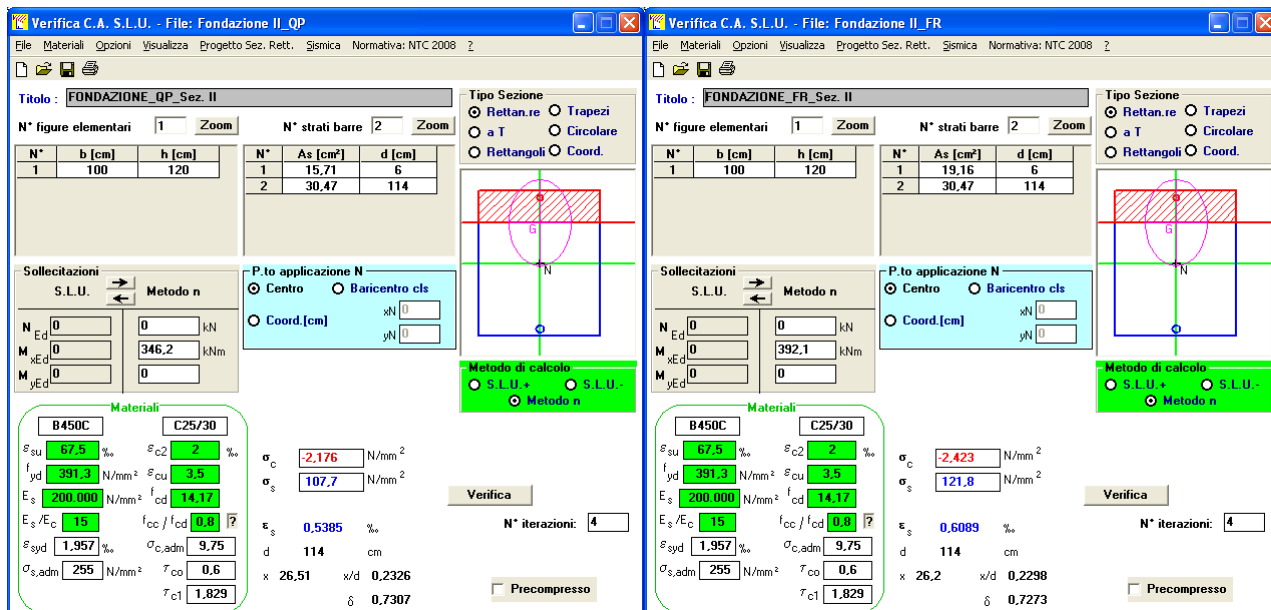 Verifica C.A. S.L.U. - File: Fondazione II_QP
File Materiali Opzioni Visualizza Progetto Sez. Rett. Sismica Normativa: NTC 2008 ?
Titolo : FONDAZIONE_QP_Sez. II
N° figure elementari 1 Zoom N° strati barre 2 Zoom
N° b [cm] h [cm]
1 100 120
N° As [cm²] d [cm]
1 15,71 6
2 30,47 114
Tipo Sezione
Rettan.re Trapezi
a T Circolare
Rettangoli Coord.
G
N
Sollecitazioni
S.L.U. Metodo n
N Ed 0 0 kN
M xEd 0 346,2 kNm
M yEd 0 0
P.to applicazione N
Centro Baricentro cls
Coord.[cm] xN 0
yN 0
Metodo di calcolo
S.L.U.+ S.L.U.-
Metodo n
Materiali
B450C C25/30
εsu 67,5 ‰ εc2 2 ‰
fyd 391,3 N/mm² εcu 3,5
Es 200.000 N/mm² fcd 14,17
Es/Ec 15 fcc/fcd 0,8 ?
εsyd 1,957 ‰ σc,adm 9,75
σs,adm 255 N/mm² τco 0,6
τc1 1,829
σc -2,176 N/mm²
σs 107,7 N/mm²
εs 0,5385 ‰
d 114 cm
x 26,51 x/d 0,2326
δ 0,7307
Verifica
N° iterazioni: 4
Precompresso
Verifica C.A. S.L.U. - File: Fondazione II_FR
File Materiali Opzioni Visualizza Progetto Sez. Rett. Sismica Normativa: NTC 2008 ?
Titolo : FONDAZIONE_FR_Sez. II
N° figure elementari 1 Zoom N° strati barre 2 Zoom
N° b [cm] h [cm]
1 100 120
N° As [cm²] d [cm]
1 19,16 6
2 30,47 114
Tipo Sezione
Rettan.re Trapezi
a T Circolare
Rettangoli Coord.
G
N
Sollecitazioni
S.L.U. Metodo n
N Ed 0 0 kN
M xEd 0 392,1 kNm
M yEd 0 0
P.to applicazione N
Centro Baricentro cls
Coord.[cm] xN 0
yN 0
Metodo di calcolo
S.L.U.+ S.L.U.-
Metodo n
Materiali
B450C C25/30
εsu 67,5 ‰ εc2 2 ‰
fyd 391,3 N/mm² εcu 3,5
Es 200.000 N/mm² fcd 14,17
Es/Ec 15 fcc/fcd 0,8 ?
εsyd 1,957 ‰ σc,adm 9,75
σs,adm 255 N/mm² τco 0,6
τc1 1,829
σc -2,423 N/mm²
σs 121,8 N/mm²
εs 0,6089 ‰
d 114 cm
x 26,2 x/d 0,2298
δ 0,7273
Verifica
N° iterazioni: 4
Precompresso